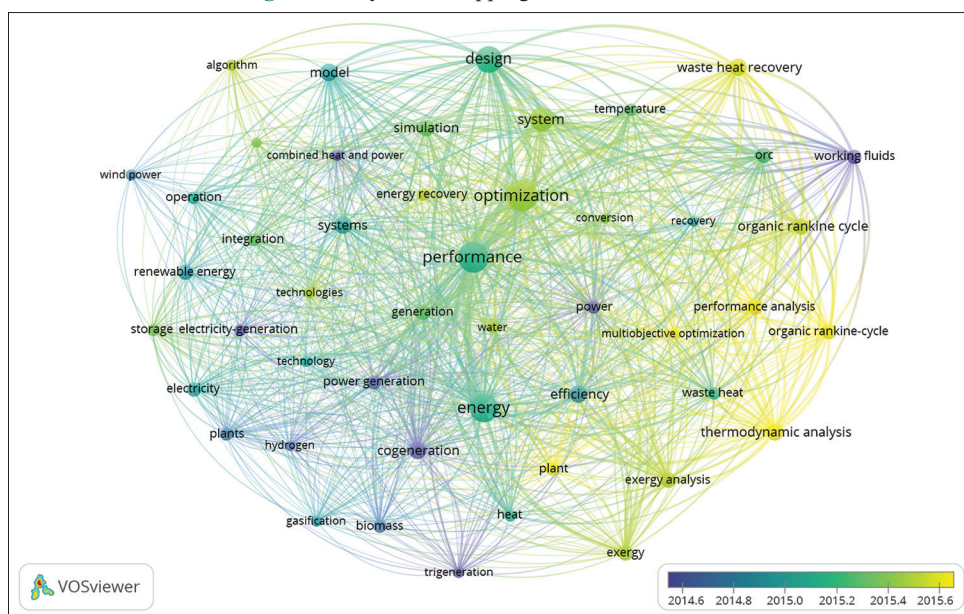 design
algorithm
model
waste heat recovery
system
temperature
simulation
combined heat and power
orc
working fluids
wind power
operation
energy recovery
optimization
conversion
recovery
organic rankine cycle
systems
integration
performance
renewable energy
technologies
generation
power
performance analysis
storage
electricity-generation
water
multiobjective optimization
organic rankine-cycle
technology
electricity
power generation
efficiency
waste heat
energy
plants
hydrogen
cogeneration
thermodynamic analysis
plant
exergy analysis
gasification
biomass
heat
exergy
trigeneration
VOSviewer
2014.6 2014.8 2015.0 2015.2 2015.4 2015.6